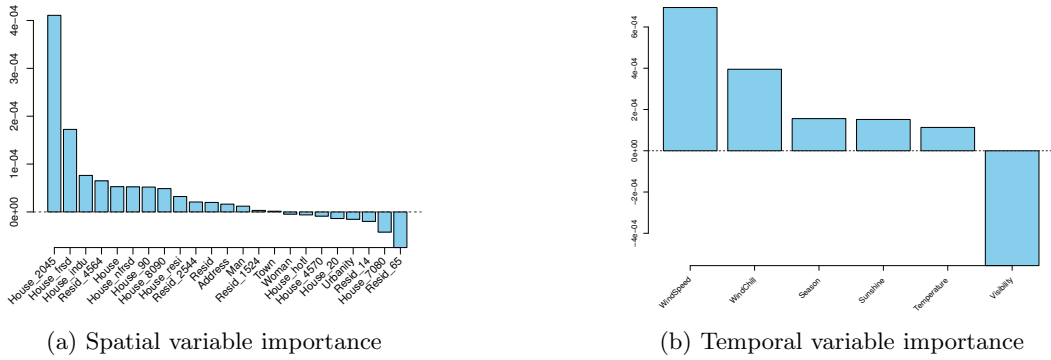 4e-04
3e-04
2e-04
1e-04
0e+00
House_2045
House_frsd
House_indu
Resid_4564
House
House_nfrsd
House_90
House_8090
House_resi
Resid_2544
Resid
Address
Man
Resid_1524
Town
Woman
House_hotl
House_4570
House_20
Urbanity
Resid_14
House_7080
Resid_65
(a) Spatial variable importance
6e-04
4e-04
2e-04
0e+00
-2e-04
-4e-04
WindSpeed
WindChill
Season
Sunshine
Temperature
Visibility
(b) Temporal variable importance